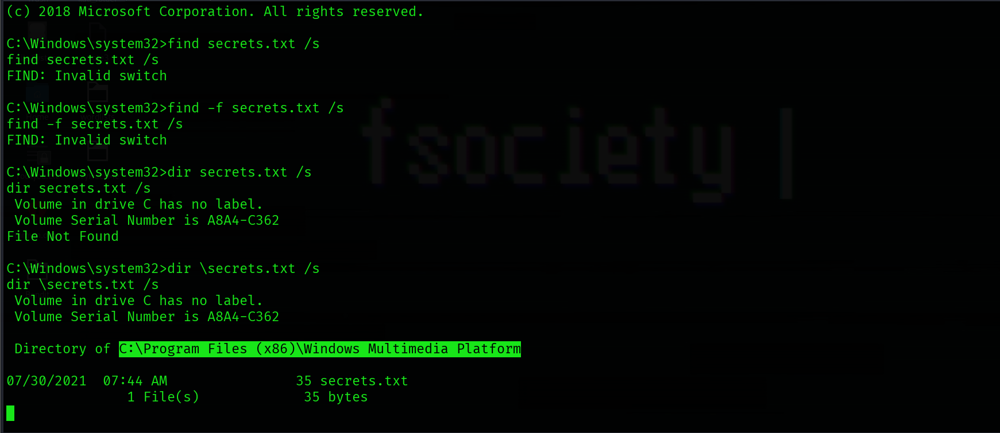 (c) 2018 Microsoft Corporation. All rights reserved.
C:\Windows\system32>find secrets.txt /s
find secrets.txt /s
FIND: Invalid switch
C:\Windows\system32>find -f secrets.txt /s
find -f secrets.txt /s
FIND: Invalid switch
fsociety|
C:\Windows\system32>dir secrets.txt /s
dir secrets.txt /s
Volume in drive C has no label.
Volume Serial Number is A8A4-C362
File Not Found
C:\Windows\system32>dir \secrets.txt /s
dir \secrets.txt /s
Volume in drive C has no label.
Volume Serial Number is A8A4-C362
Directory of C:\Program Files (x86)\Windows Multimedia Platform
07/30/2021  07:44 AM                35 secrets.txt
1 File(s)             35 bytes